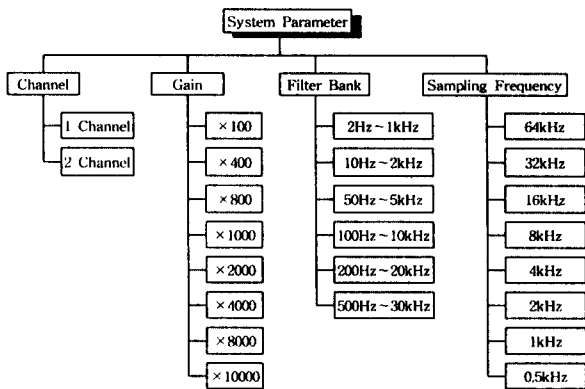 System Parameter
Channel
Gain
Filter Bank
Sampling Frequency
1 Channel
2 Channel
×100
×400
×800
×1000
×2000
×4000
×8000
×10000
2Hz~1kHz
10Hz~2kHz
50Hz~5kHz
100Hz~10kHz
200Hz~20kHz
500Hz~30kHz
64kHz
32kHz
16kHz
8kHz
4kHz
2kHz
1kHz
0.5kHz